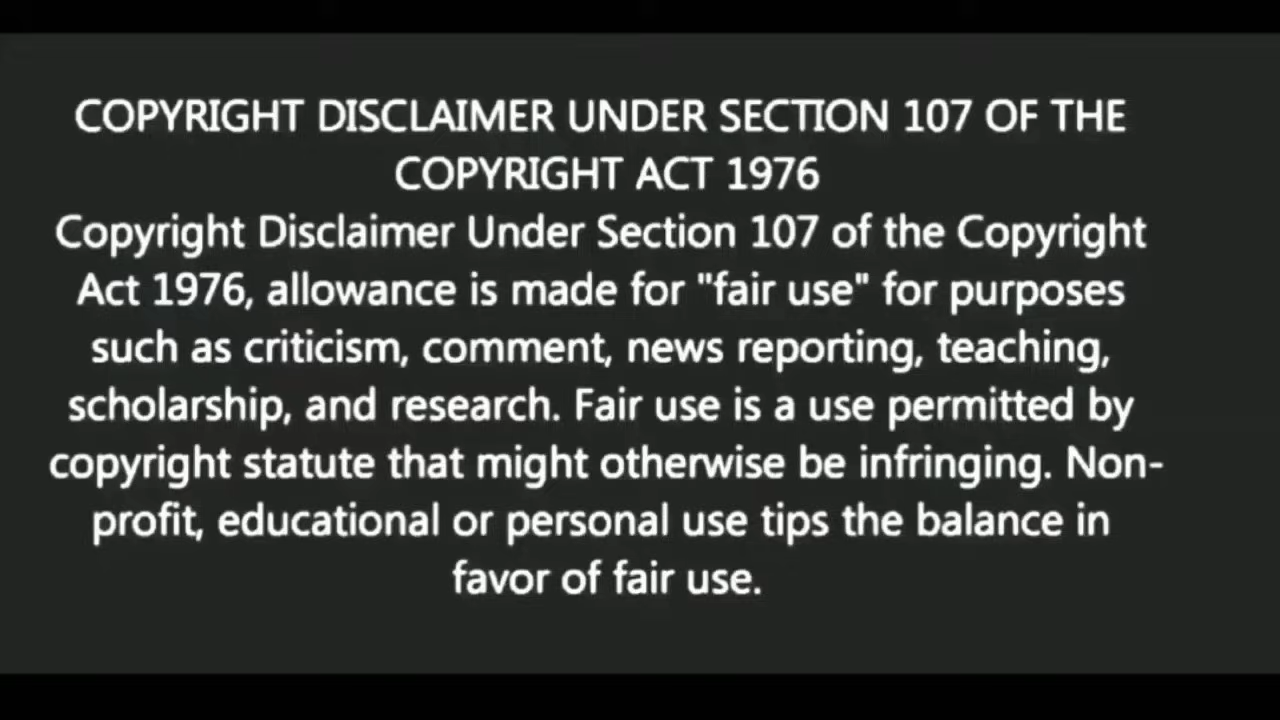 COPYRIGHT DISCLAIMER UNDER SECTION 107 OF THE
COPYRIGHT ACT 1976
Copyright Disclaimer Under Section 107 of the Copyright
Act 1976, allowance is made for "fair use" for purposes
such as criticism, comment, news reporting, teaching,
scholarship, and research. Fair use is a use permitted by
copyright statute that might otherwise be infringing. Non-
profit, educational or personal use tips the balance in
favor of fair use.